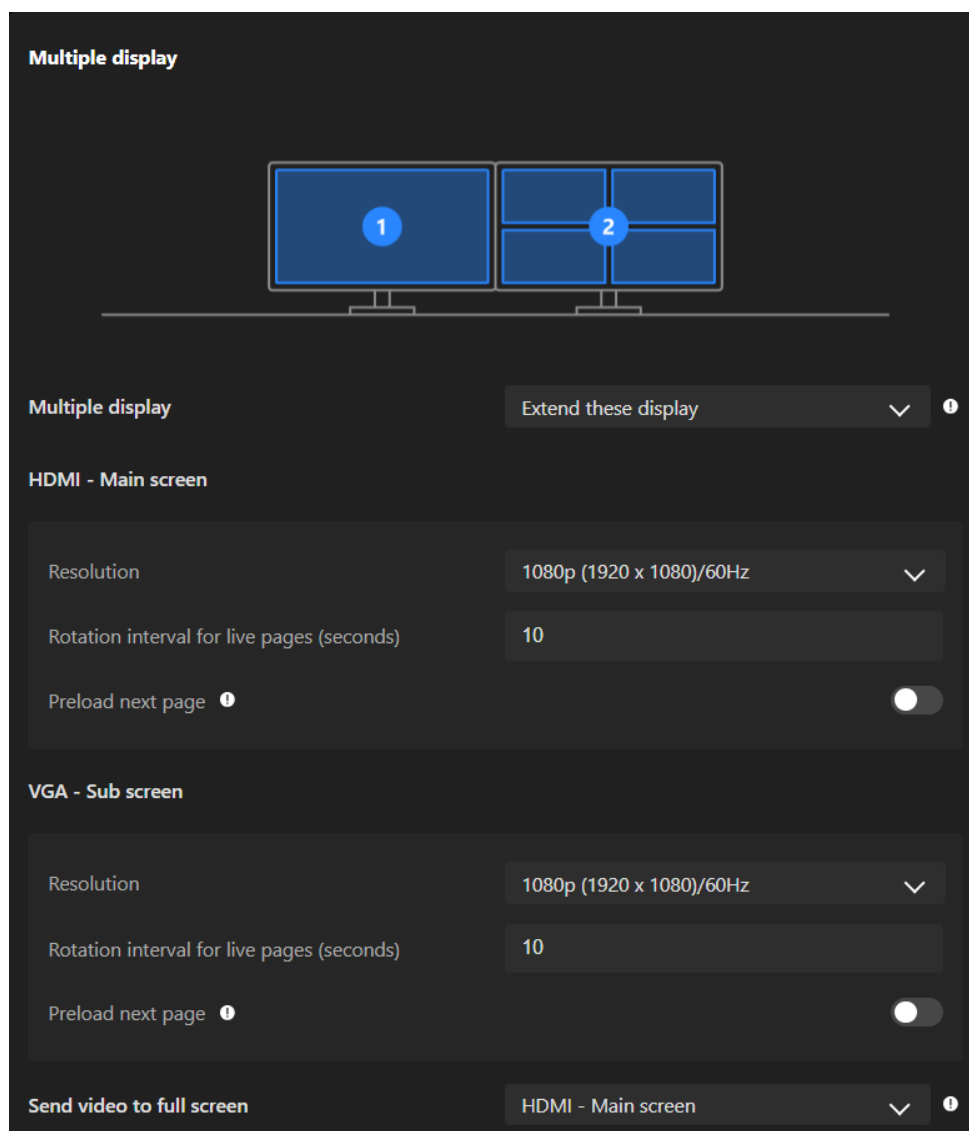 Multiple display
1 2
Multiple display Extend these display
HDMI - Main screen
Resolution 1080p (1920 x 1080)/60Hz
Rotation interval for live pages (seconds) 10
Preload next page
VGA - Sub screen
Resolution 1080p (1920 x 1080)/60Hz
Rotation interval for live pages (seconds) 10
Preload next page
Send video to full screen HDMI - Main screen